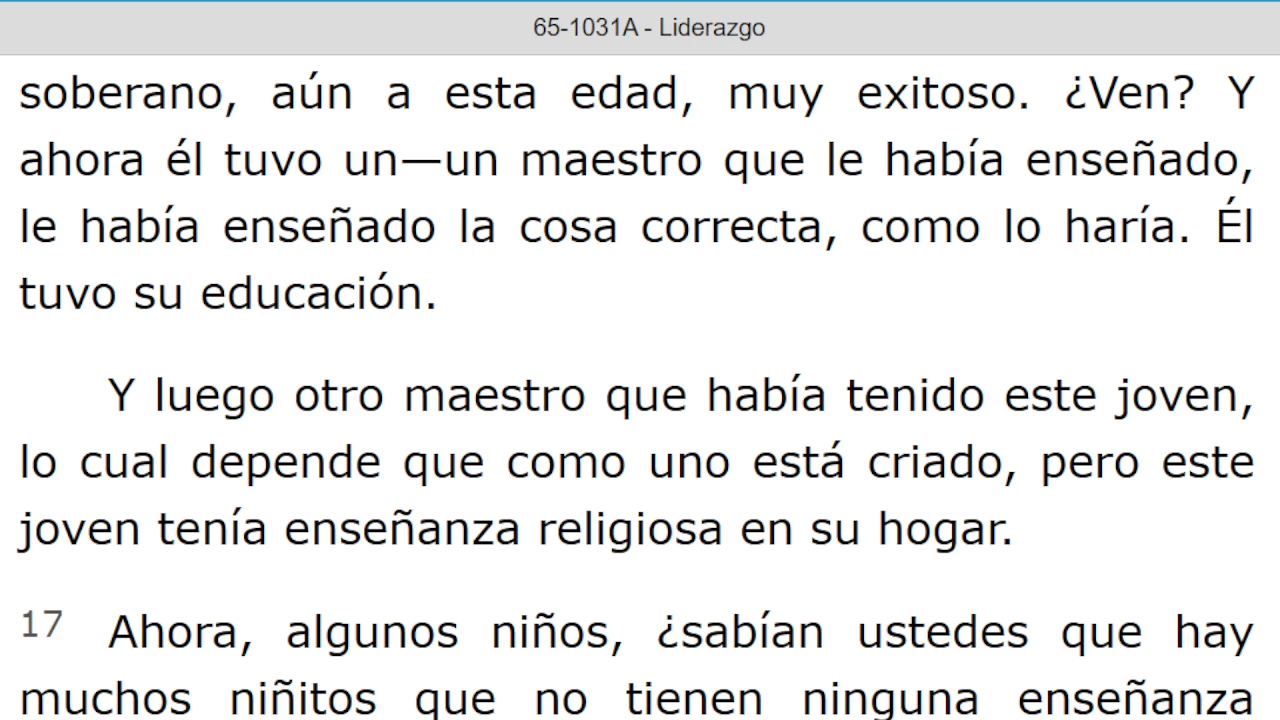 65-1031A - Liderazgo
soberano, aún a esta edad, muy exitoso. ¿Ven? Y
ahora él tuvo un—un maestro que le había enseñado,
le había enseñado la cosa correcta, como lo haría. Él
tuvo su educación.
Y luego otro maestro que había tenido este joven,
lo cual depende que como uno está criado, pero este
joven tenía enseñanza religiosa en su hogar.
17 Ahora, algunos niños, ¿sabían ustedes que hay
muchos niñitos que no tienen ninguna enseñanza